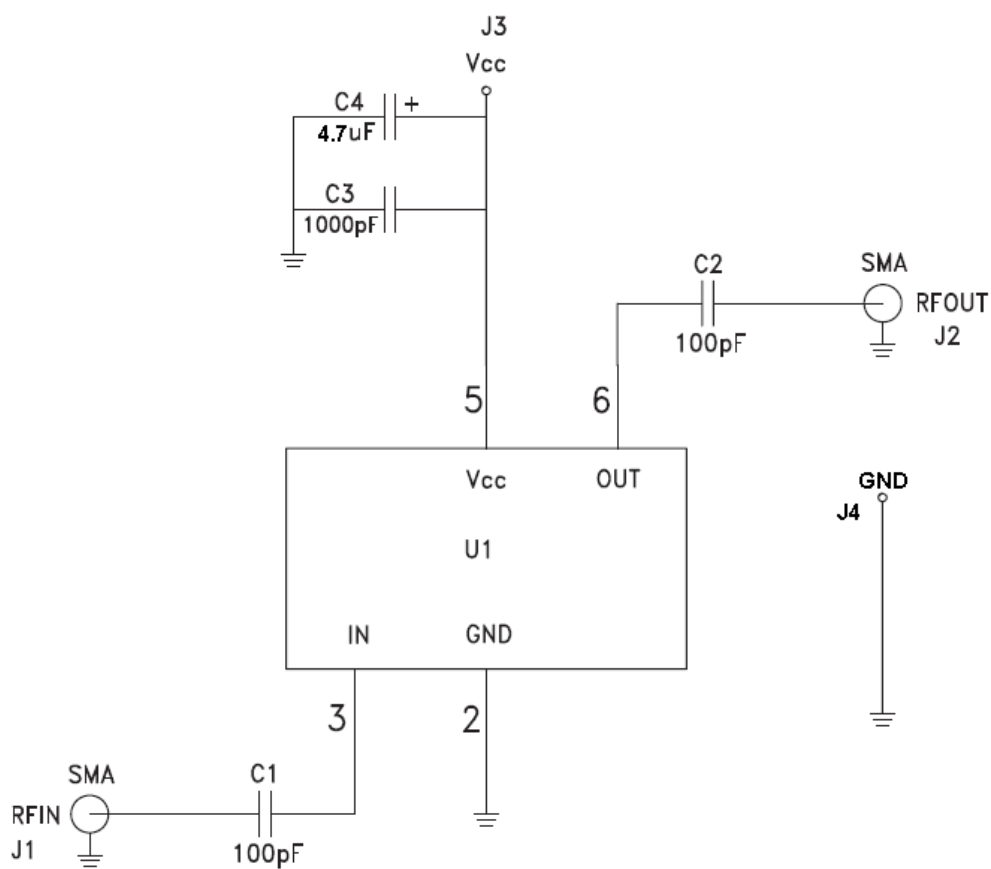 J3
Vcc
C4 +
4.7uF
C3
1000pF
C2
SMA
RFOUT
100pF
J2
5
6
Vcc
OUT
GND
J4
U1
IN
GND
3
2
SMA
C1
RFIN
J1
100pF